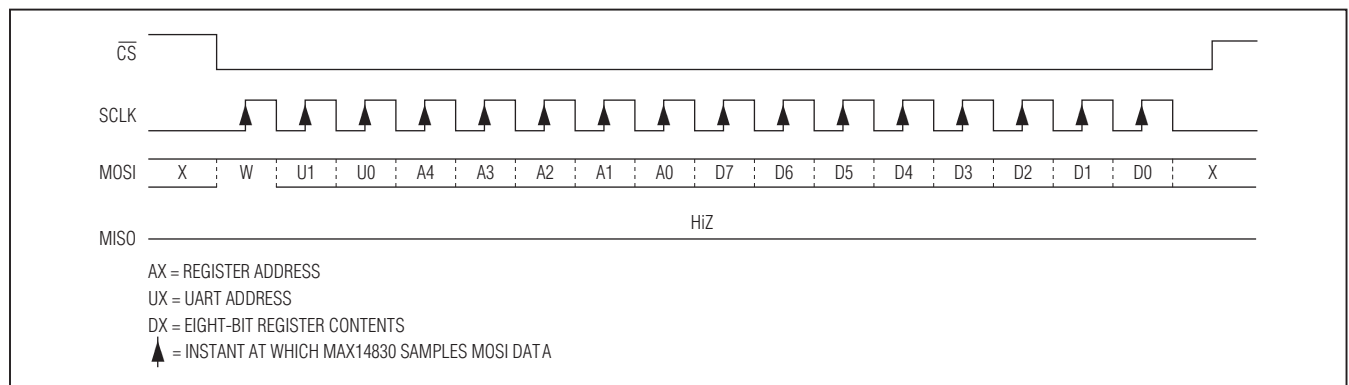 CS
SCLK
MOSI X W U1 U0 A4 A3 A2 A1 A0 D7 D6 D5 D4 D3 D2 D1 D0 X
HiZ
MISO
AX = REGISTER ADDRESS
UX = UART ADDRESS
DX = EIGHT-BIT REGISTER CONTENTS
= INSTANT AT WHICH MAX14830 SAMPLES MOSI DATA